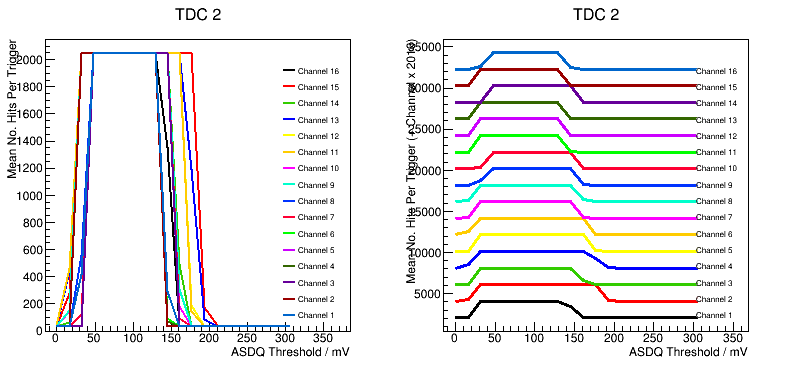 TDC 2
Mean No. Hits Per Trigger
2000
1800
1600
1400
1200
1000
800
600
400
200
0
0 50 100 150 200 250 300 350
ASDQ Threshold / mV
Channel 16
Channel 15
Channel 14
Channel 13
Channel 12
Channel 11
Channel 10
Channel 9
Channel 8
Channel 7
Channel 6
Channel 5
Channel 4
Channel 3
Channel 2
Channel 1
TDC 2
Mean No. Hits Per Trigger (+ Channel x 2018)
35000
30000
25000
20000
15000
10000
5000
0 50 100 150 200 250 300 350
ASDQ Threshold / mV
Channel 16
Channel 15
Channel 14
Channel 13
Channel 12
Channel 11
Channel 10
Channel 9
Channel 8
Channel 7
Channel 6
Channel 5
Channel 4
Channel 3
Channel 2
Channel 1